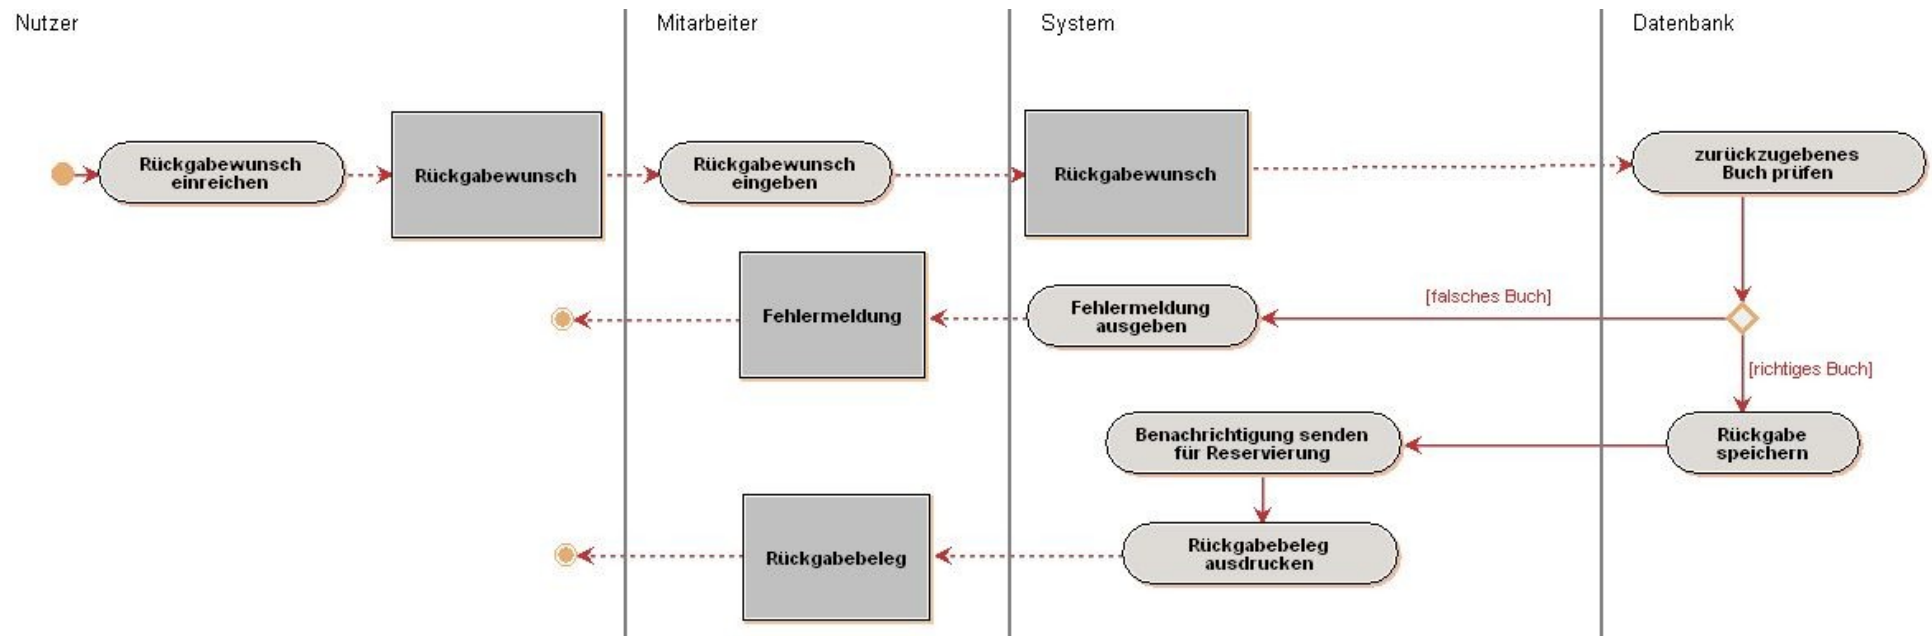 Nutzer
Mitarbeiter
System
Datenbank
Rückgabewunsch
einreichen
Rückgabewunsch
Rückgabewunsch
eingeben
Rückgabewunsch
zurückzugebenes
Buch prüfen
Fehlermeldung
Fehlermeldung
ausgeben
[falsches Buch]
[richtiges Buch]
Benachrichtigung senden
für Reservierung
Rückgabe
speichern
Rückgabebeleg
Rückgabebeleg
ausdrucken